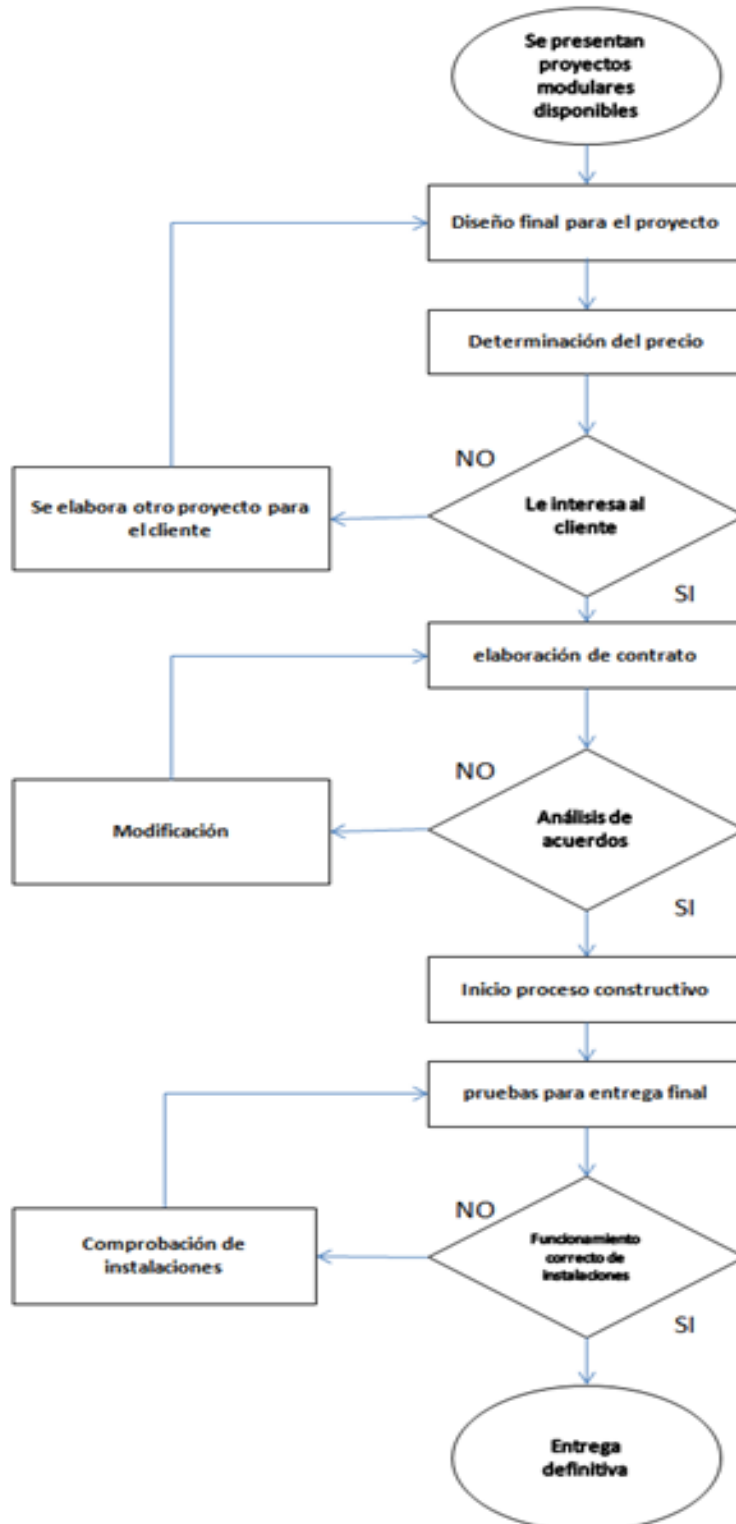 Se presentan
proyectos
modulares
disponibles
Diseño final para el proyecto
Determinación del precio
NO
Le interesa al
cliente
Se elabora otro proyecto para
el cliente
SI
elaboración de contrato
NO
Análisis de
acuerdos
Modificación
SI
Inicio proceso constructivo
pruebas para entrega final
NO
Funcionamiento
correcto de
instalaciones
Comprobación de
instalaciones
SI
Entrega
definitiva